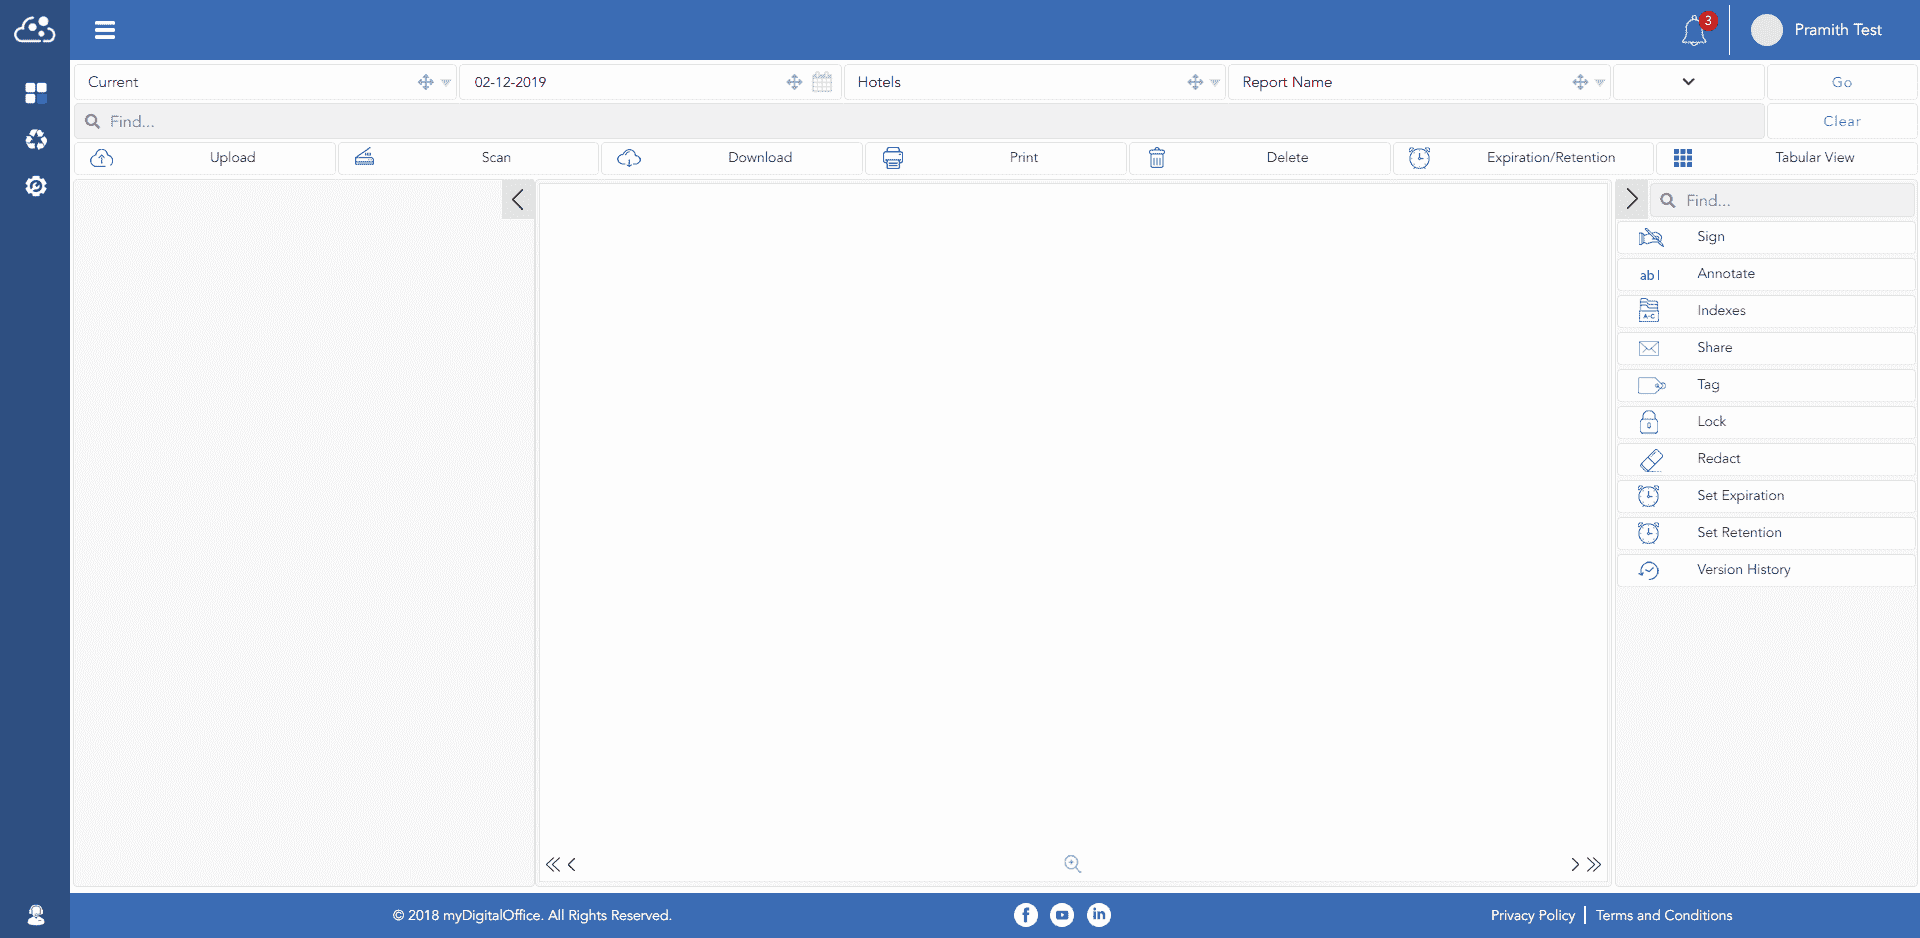 3
Pramith Test
Current 02-12-2019 Hotels Report Name Go
Find... Clear
Upload Scan Download Print Delete Expiration/Retention Tabular View
Find...
Sign
ab| Annotate
A-C Indexes
Share
Tag
Lock
Redact
Set Expiration
Set Retention
Version History
© 2018 myDigitalOffice. All Rights Reserved. f in Privacy Policy | Terms and Conditions